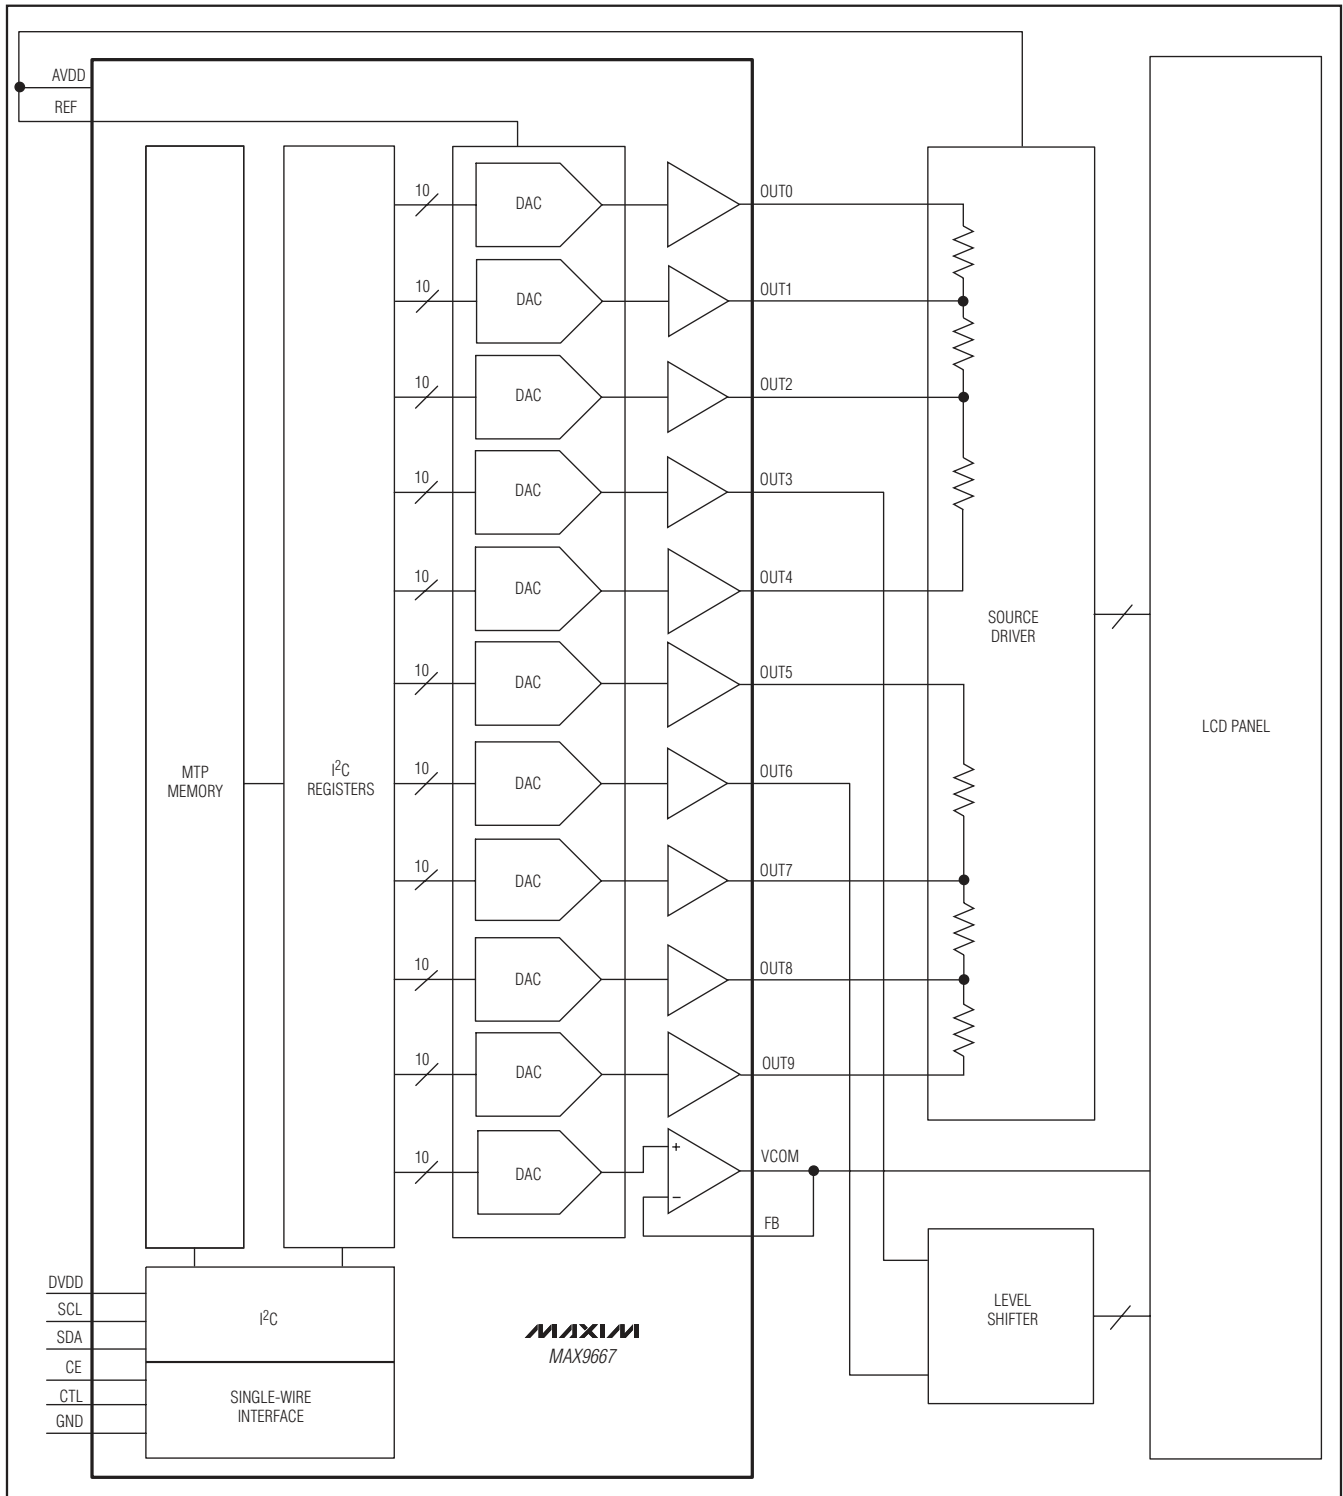 AVDD
REF
10
DAC
OUT0
10
DAC
OUT1
10
DAC
OUT2
10
DAC
OUT3
10
DAC
OUT4
10
DAC
OUT5
10
DAC
OUT6
10
DAC
OUT7
10
DAC
OUT8
10
DAC
OUT9
10
DAC
+
−
VCOM
FB
MTP
MEMORY
I²C
REGISTERS
SOURCE
DRIVER
LCD PANEL
LEVEL
SHIFTER
DVDD
SCL
SDA
CE
CTL
GND
I²C
SINGLE-WIRE
INTERFACE
MAXIM
MAX9667